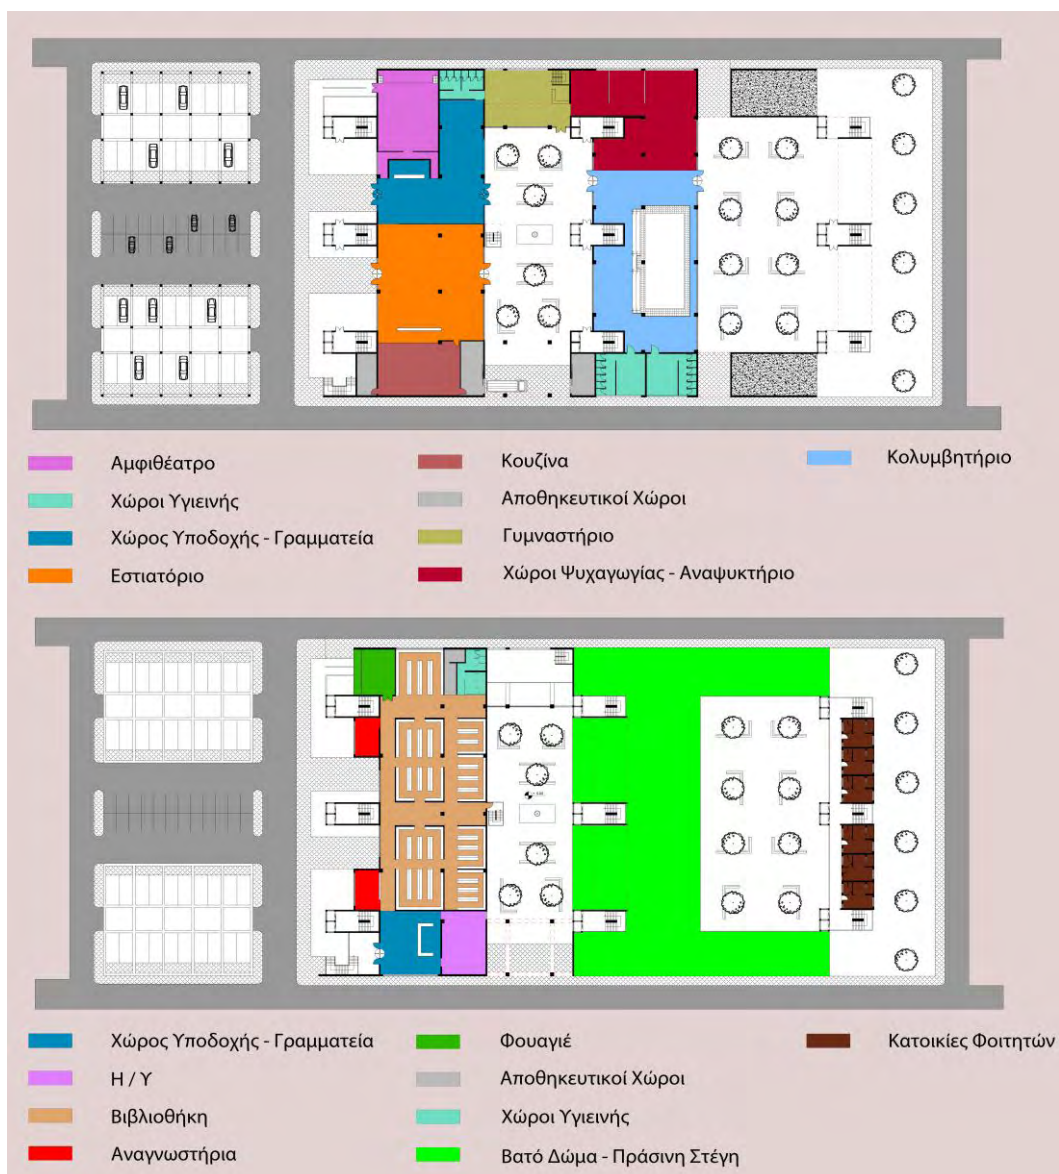 Αμφιθέατρο
Χώροι Υγιεινής
Χώρος Υποδοχής - Γραμματεία
Εστιατόριο
Κουζίνα
Αποθηκευτικοί Χώροι
Γυμναστήριο
Χώροι Ψυχαγωγίας - Αναψυκτήριο
Κολυμβητήριο
Χώρος Υποδοχής - Γραμματεία
Η / Υ
Βιβλιοθήκη
Αναγνωστήρια
Φουαγιέ
Αποθηκευτικοί Χώροι
Χώροι Υγιεινής
Βατό Δώμα - Πράσινη Στέγη
Κατοικίες Φοιτητών